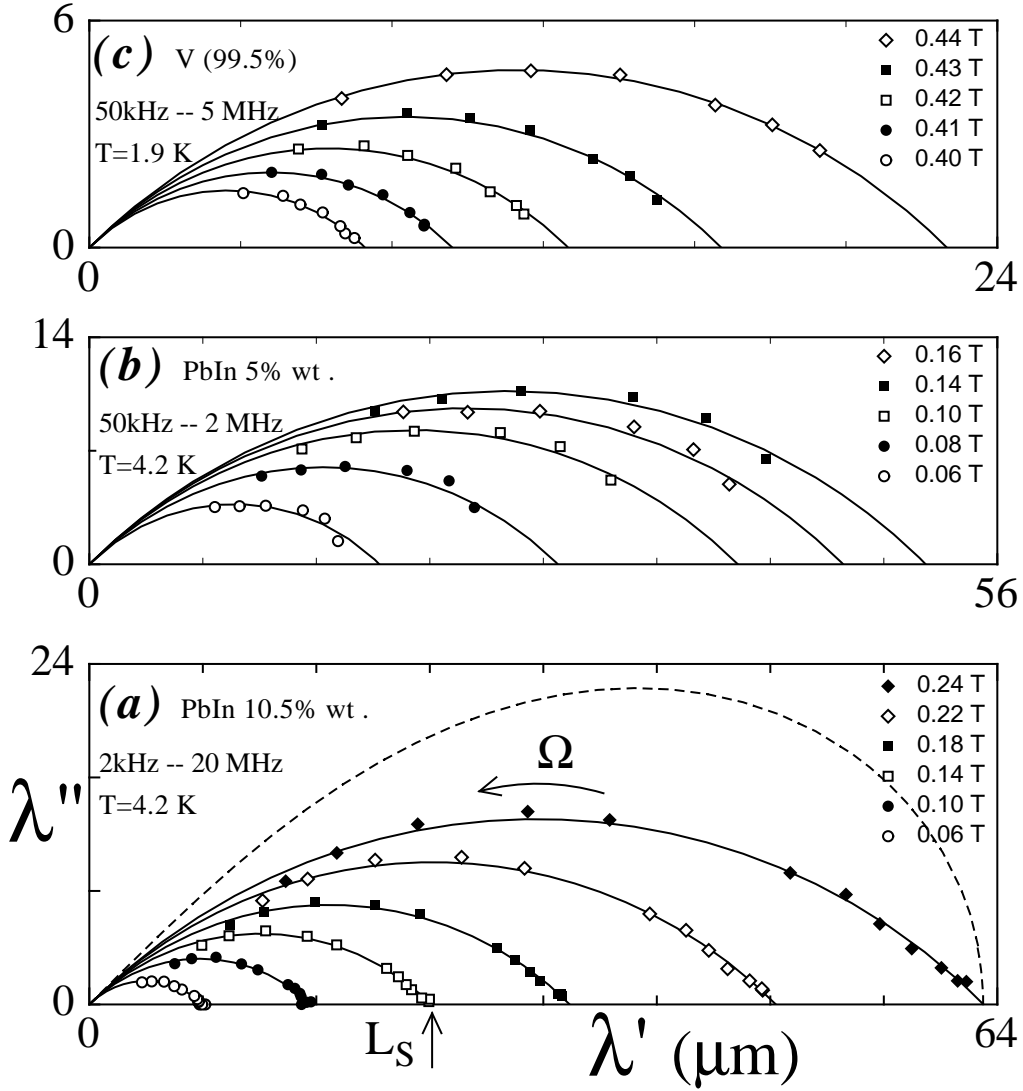 6
(c) V (99.5%)
50kHz -- 5 MHz
T=1.9 K
0.44 T
0.43 T
0.42 T
0.41 T
0.40 T
0
0
24
14
(b) PbIn 5% wt .
50kHz -- 2 MHz
T=4.2 K
0.16 T
0.14 T
0.10 T
0.08 T
0.06 T
0
0
56
24
(a) PbIn 10.5% wt .
2kHz -- 20 MHz
T=4.2 K
Ω
0.24 T
0.22 T
0.18 T
0.14 T
0.10 T
0.06 T
λ''
0
0
L_S
λ' (μm)
64